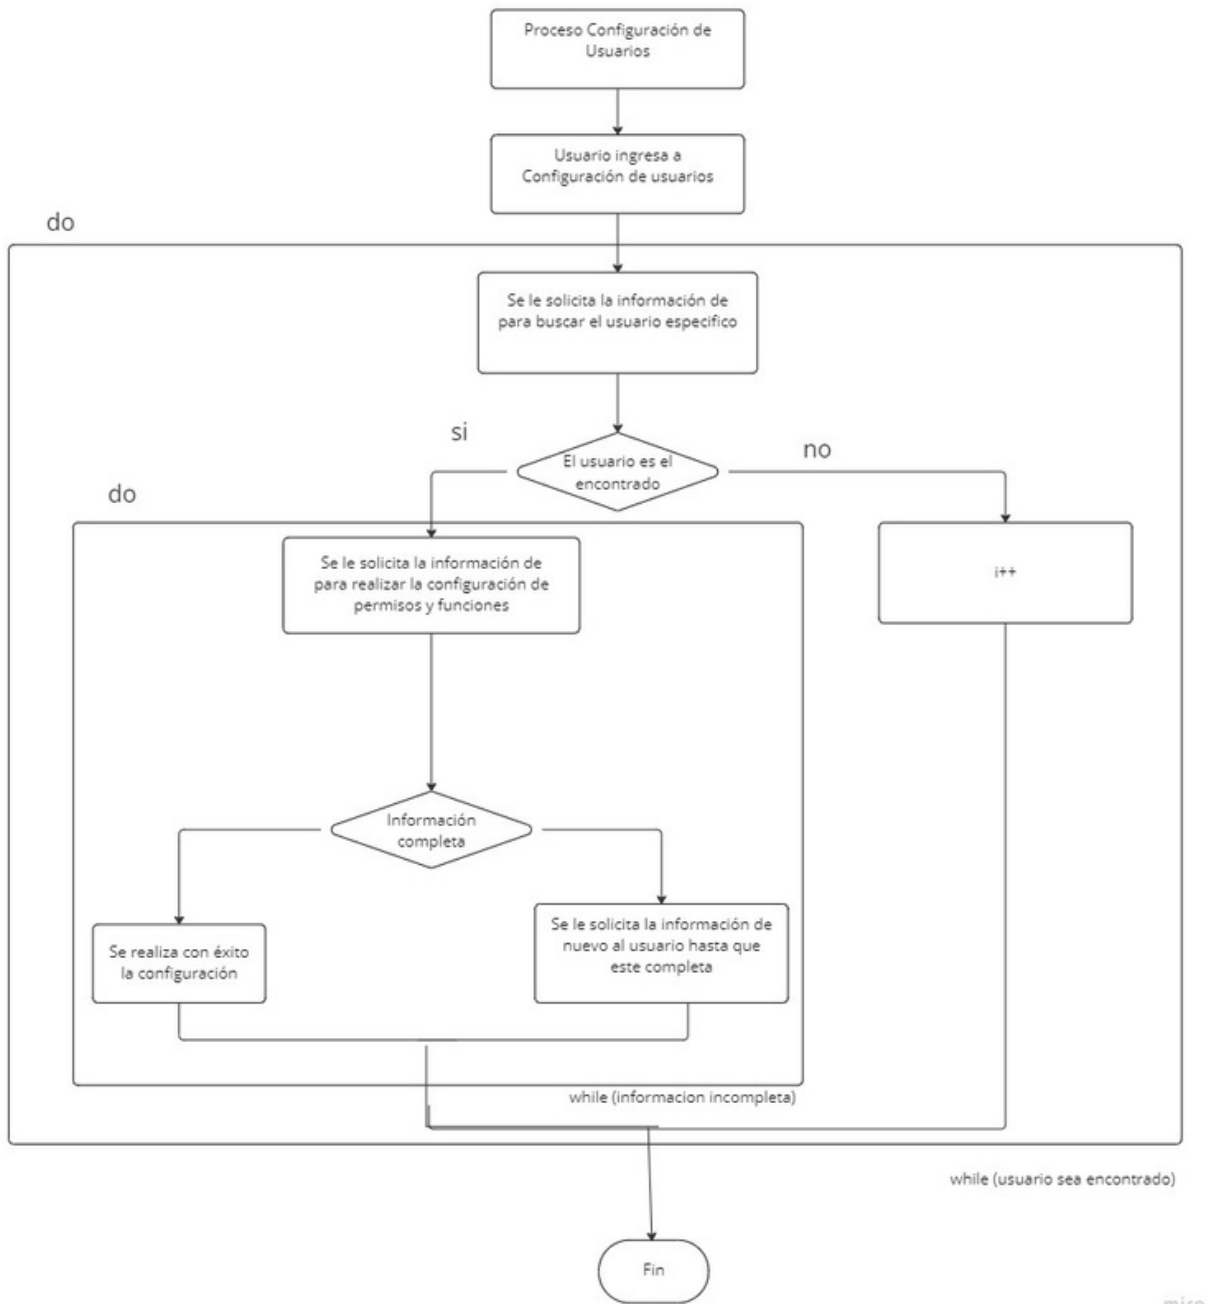 Proceso Configuración de
Usuarios
Usuario ingresa a
Configuración de usuarios
do
Se le solicita la información de
para buscar el usuario especifico
si
El usuario es el
encontrado
no
do
Se le solicita la información de
para realizar la configuración de
permisos y funciones
i++
Información
completa
Se realiza con éxito
la configuración
Se le solicita la información de
nuevo al usuario hasta que
este completa
while (informacion incompleta)
while (usuario sea encontrado)
Fin
miro